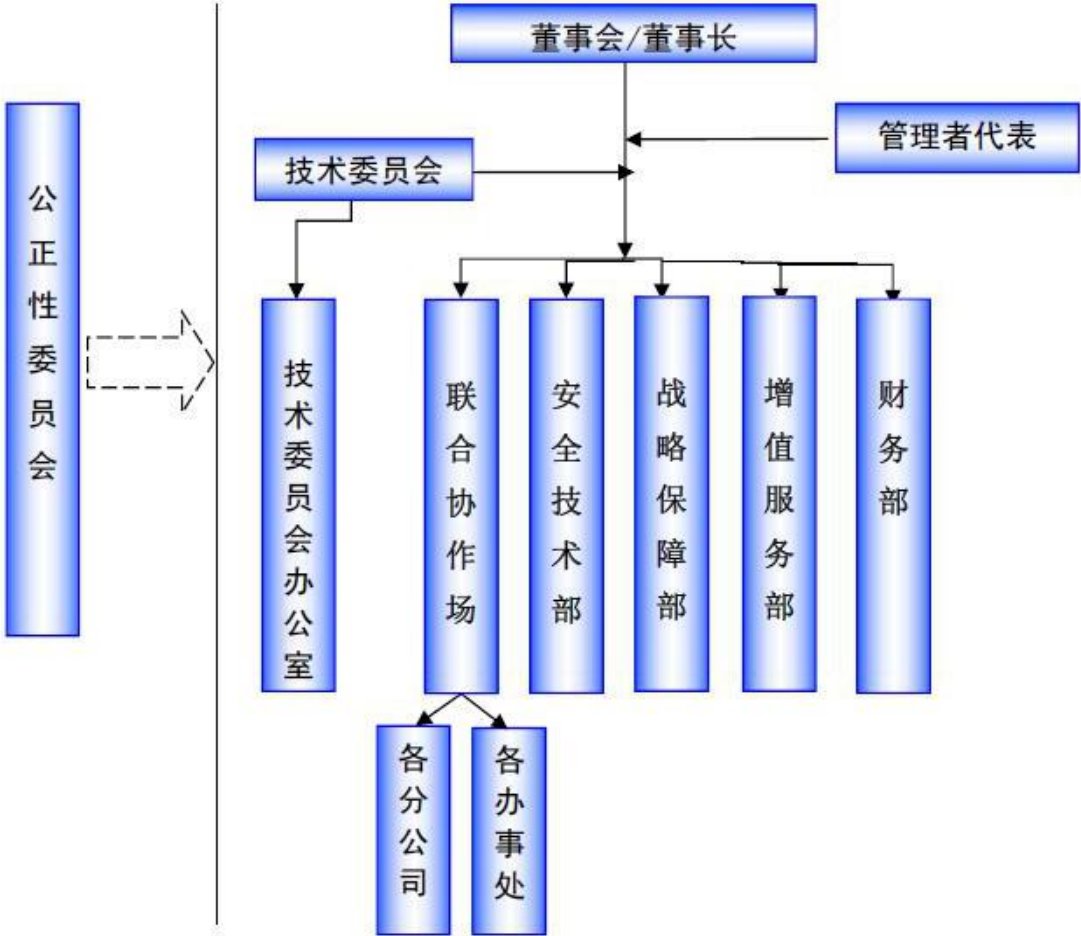 董事会/董事长
管理者代表
技术委员会
公正性委员会
技术委员会办公室
联合协作场
安全技术部
战略保障部
增值服务部
财务部
各分公司
各办事处